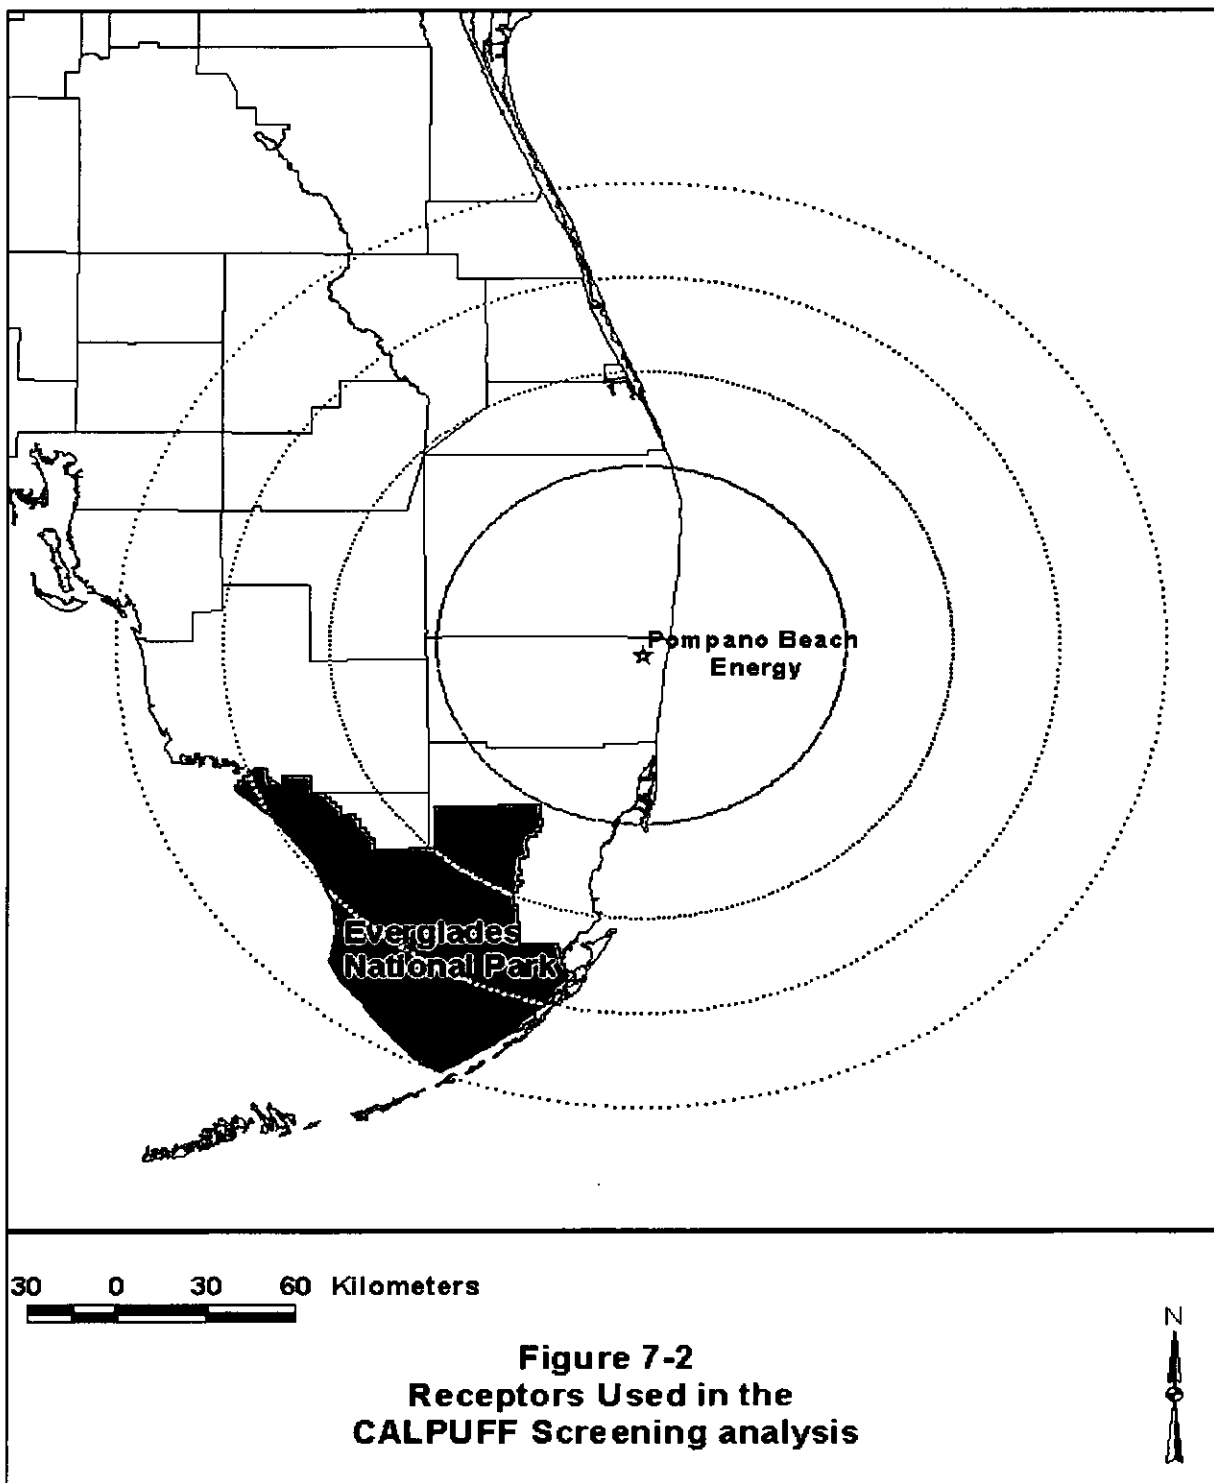 Pompano Beach
Energy
Everglades
National Park
30 0 30 60 Kilometers
N
Figure 7-2
Receptors Used in the
CALPUFF Screening analysis